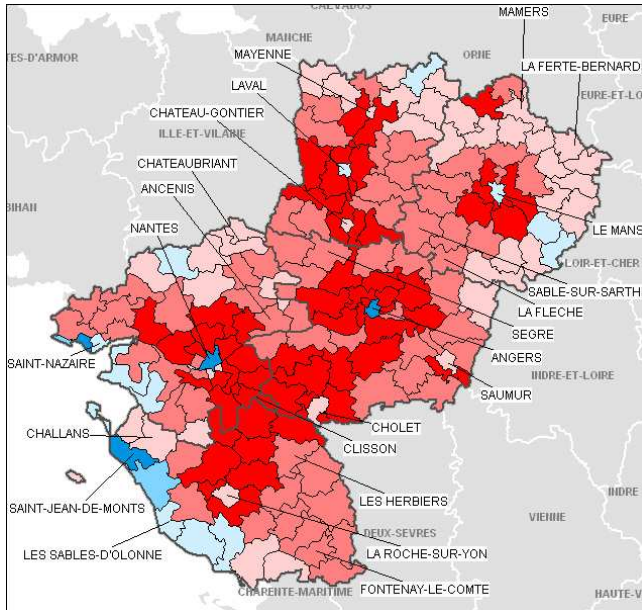 CALVADOS
MAMERS
EURE
MANCHE
ORNE
TES-D'ARMOR
MAYENNE
LA FERTE-BERNARD
LAVAL
EURE-ET-LO
CHATEAU-GONTIER
ILLE-ET-VILAINE
CHATEAUBRIANT
ANCENIS
BIHAN
NANTES
LE MANS
LOIR-ET-CHER
SABLE-SUR-SARTH
LA FLECHE
SEGRE
SAINT-NAZAIRE
ANGERS
INDRE-ET-LOIRE
SAUMUR
CHOLET
CHALLANS
CLISSON
LES HERBIERS
INDRE
SAINT-JEAN-DE-MONTS
VIENNE
DEUX-SEVRES
LES SABLES-D'OLONNE
LA ROCHE-SUR-YON
FONTENAY-LE-COMTE
CHARENTE-MARITIME
HAUTE-V